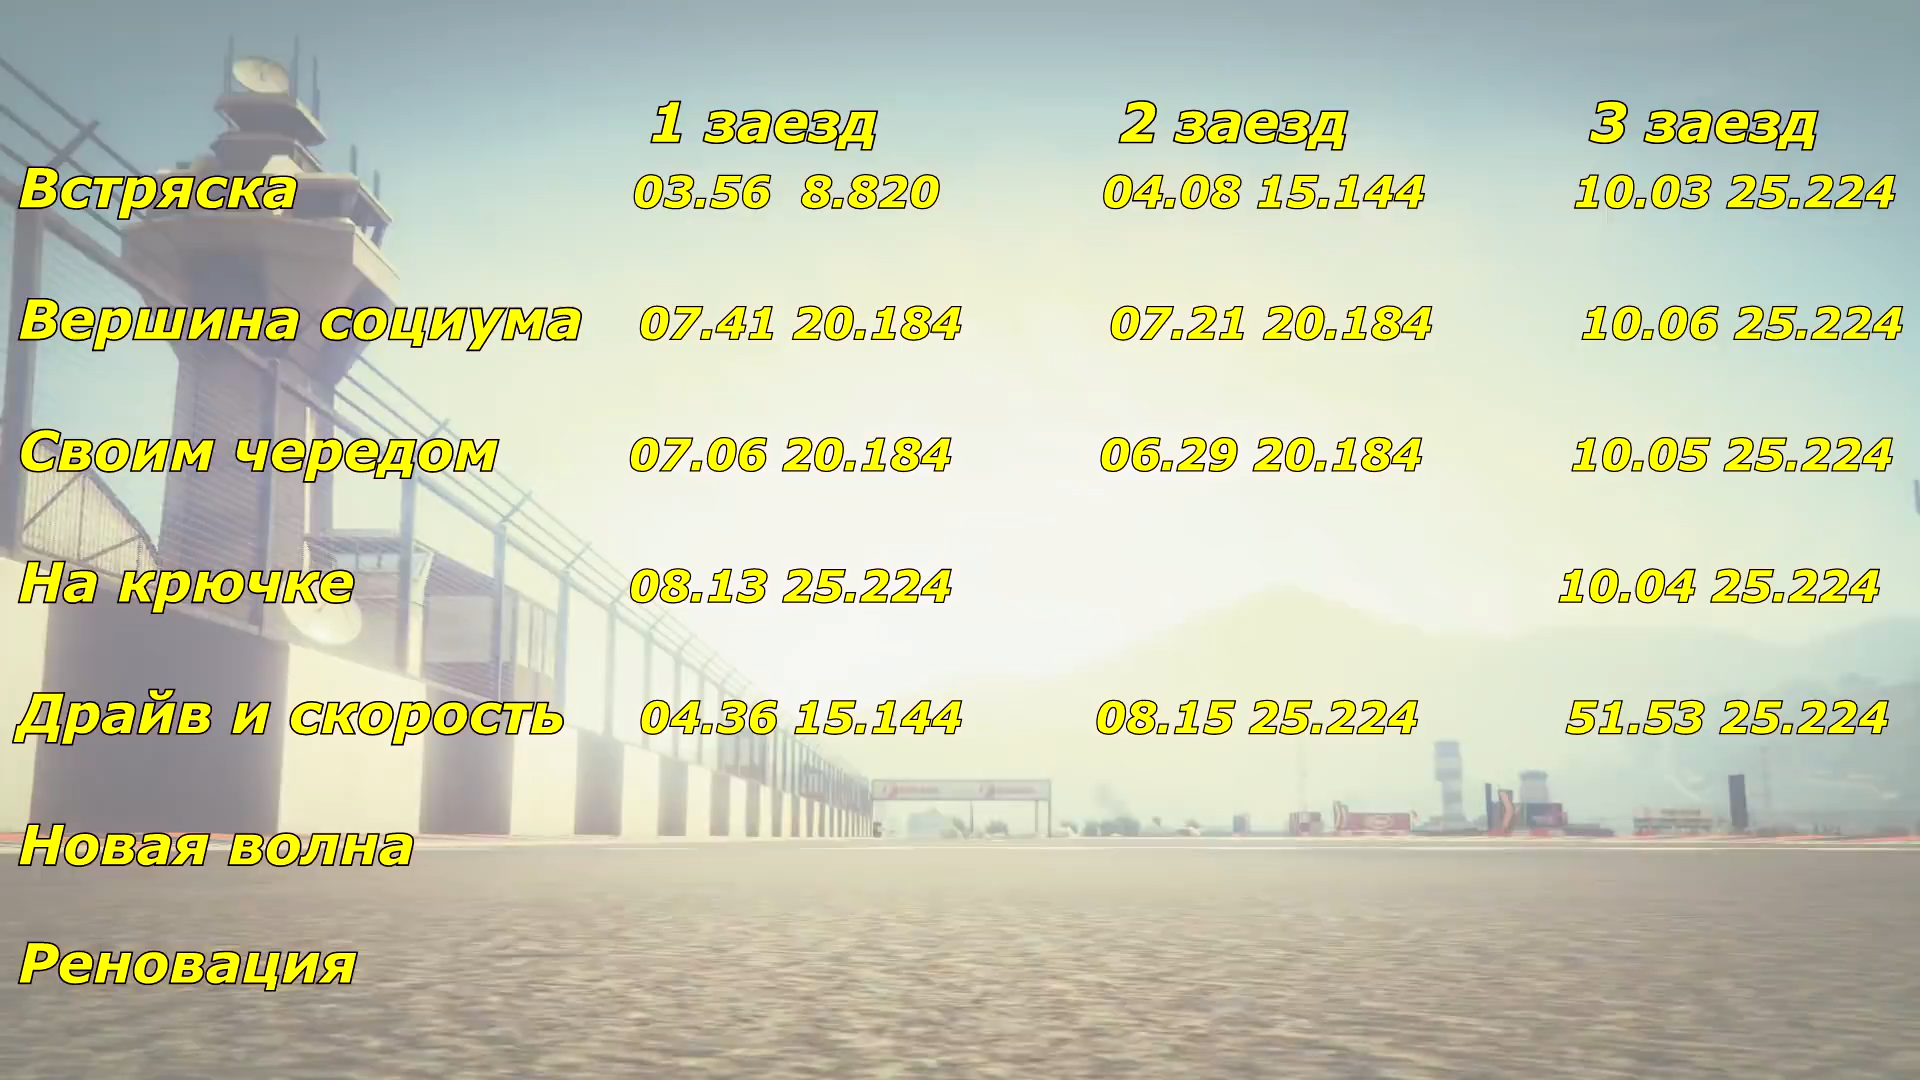 1 заезд 2 заезд 3 заезд
Встряска 03.56 8.820 04.08 15.144 10.03 25.224
Вершина социума 07.41 20.184 07.21 20.184 10.06 25.224
Своим чередом 07.06 20.184 06.29 20.184 10.05 25.224
На крючке 08.13 25.224 10.04 25.224
Драйв и скорость 04.36 15.144 08.15 25.224 51.53 25.224
Новая волна
Реновация